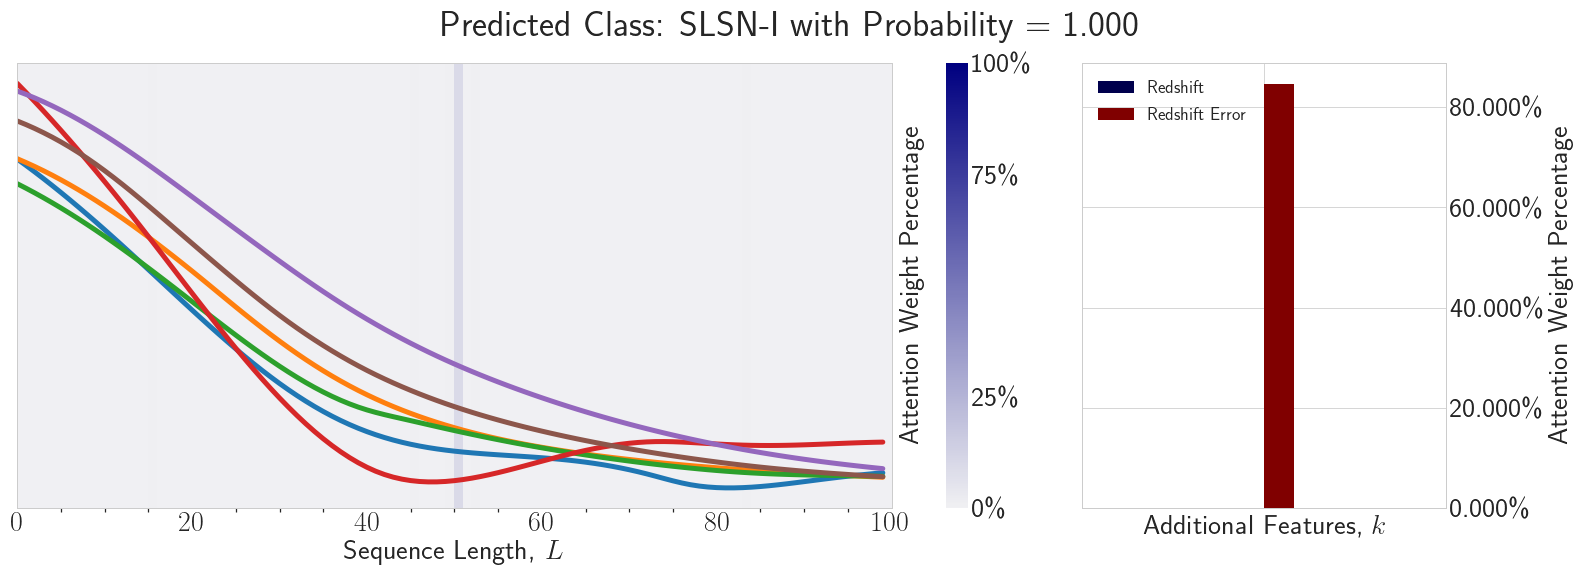 Predicted Class: SLSN-I with Probability = 1.000
0
20
40
60
80
100
Sequence Length, L
100%
75%
25%
0%
Attention Weight Percentage
Redshift
Redshift Error
Additional Features, k
80.000%
60.000%
40.000%
20.000%
0.000%
Attention Weight Percentage